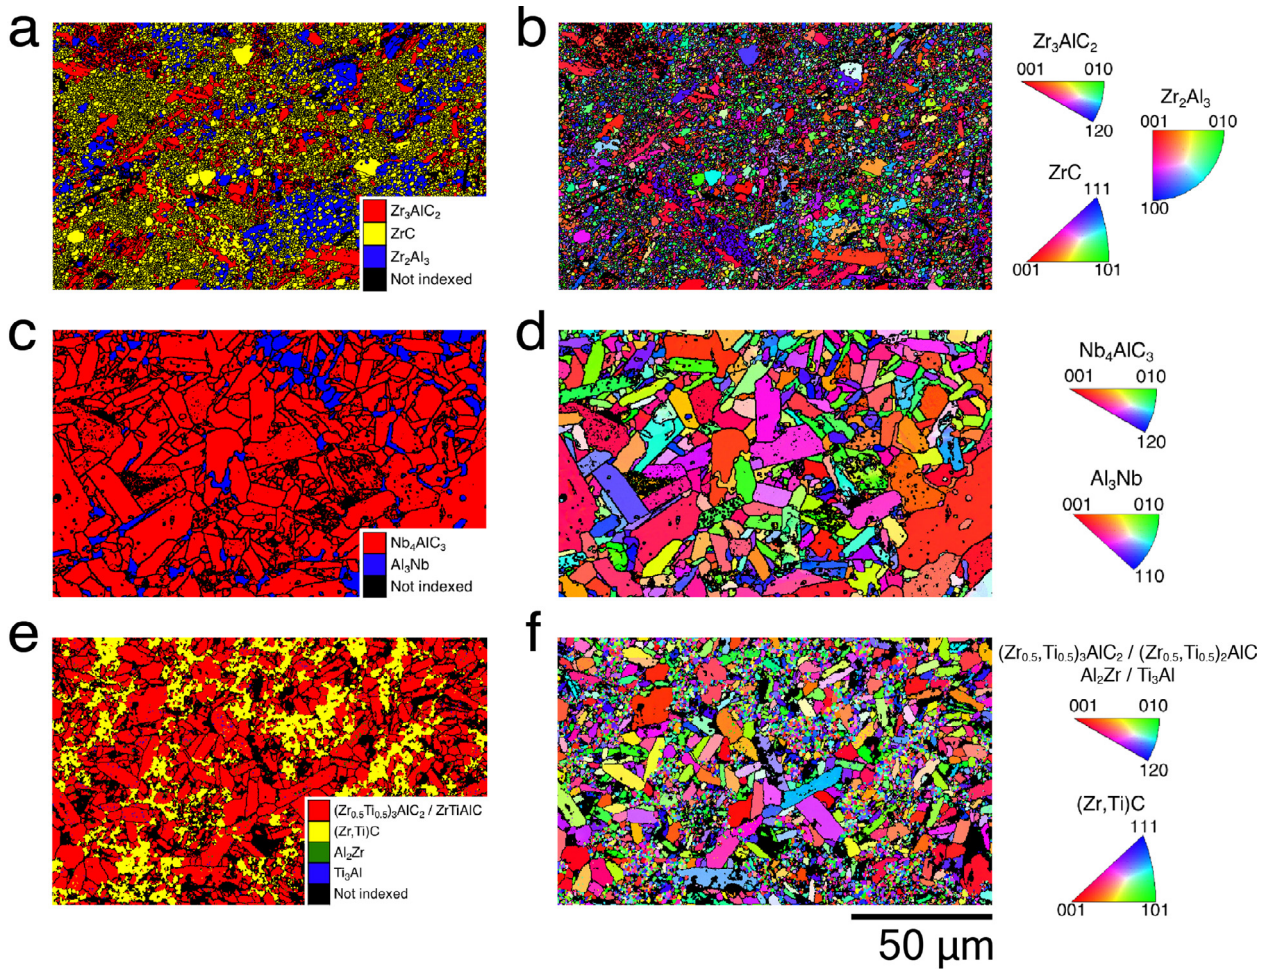 a
b
Zr₃AlC₂
001 010
120
Zr₂Al₃
001 010
100
ZrC
111
001 101
Zr₃AlC₂
ZrC
Zr₂Al₃
Not indexed
c
d
Nb₄AlC₃
001 010
120
Al₃Nb
001 010
110
Nb₄AlC₃
Al₃Nb
Not indexed
e
f
(Zr₀.₅,Ti₀.₅)₃AlC₂ / (Zr₀.₅,Ti₀.₅)₂AlC
Al₂Zr / Ti₃Al
001 010
120
(Zr,Ti)C
111
001 101
(Zr₀.₅Ti₀.₅)₃AlC₂ / ZrTiAlC
(Zr,Ti)C
Al₂Zr
Ti₃Al
Not indexed
50 μm